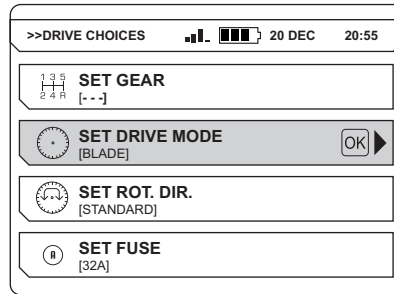 >>DRIVE CHOICES 20 DEC 20:55
1 3 5
2 4 R
SET GEAR
[- - -]
SET DRIVE MODE
[BLADE]
OK
SET ROT. DIR.
[STANDARD]
A
SET FUSE
[32A]